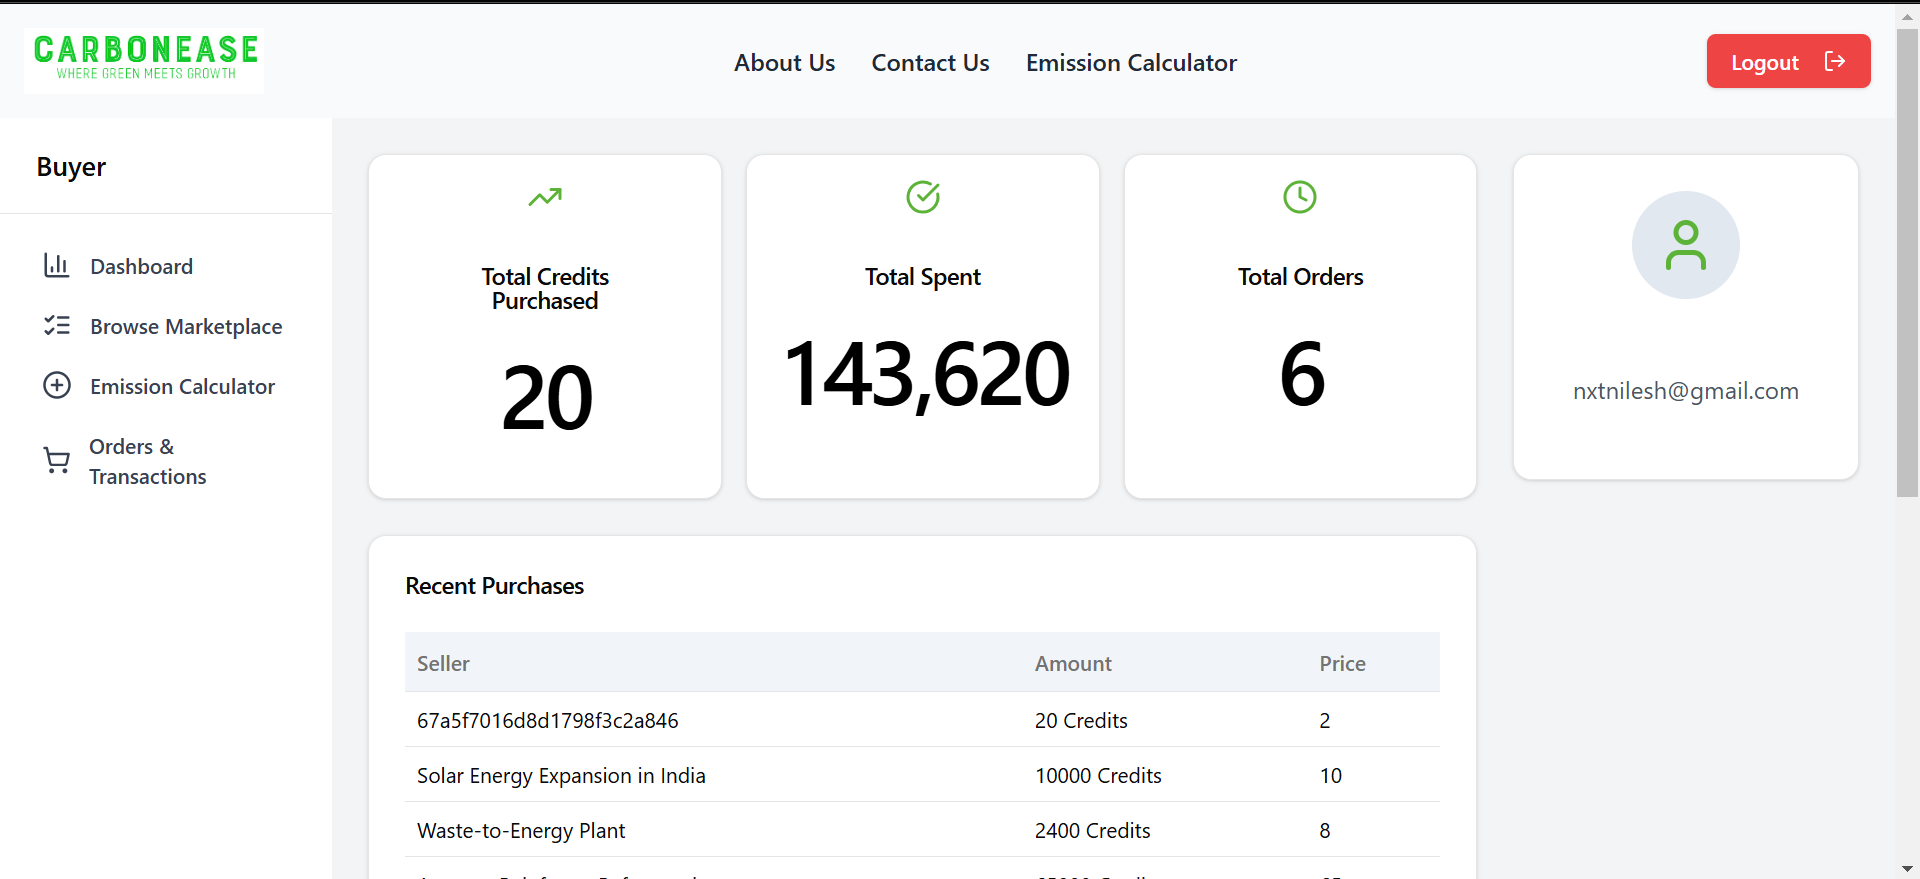 CARBONEASE
WHERE GREEN MEETS GROWTH
About Us
Contact Us
Emission Calculator
Logout
Buyer
Dashboard
Browse Marketplace
Emission Calculator
Orders &
Transactions
Total Credits
Purchased
20
Total Spent
143,620
Total Orders
6
nxtnilesh@gmail.com
Recent Purchases
Seller Amount Price
67a5f7016d8d1798f3c2a846 20 Credits 2
Solar Energy Expansion in India 10000 Credits 10
Waste-to-Energy Plant 2400 Credits 8